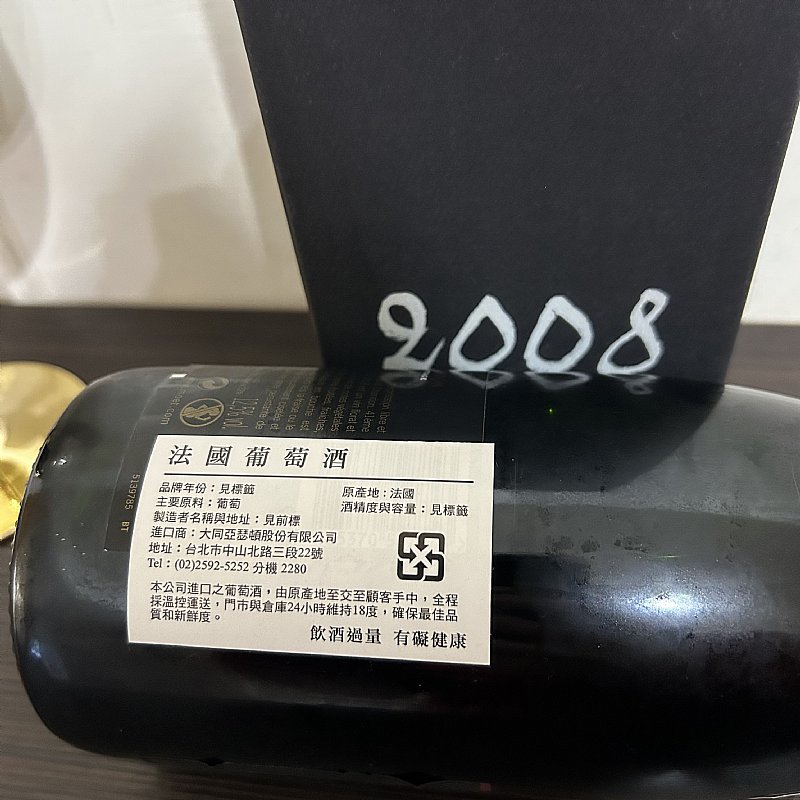 2008
法國葡萄酒
品牌年份：見標籤
原產地：法國
主要原料：葡萄
酒精度與容量：見標籤
製造者名稱與地址：見前標
進口商：大同亞瑟頓股份有限公司
地址：台北市中山北路三段22號
Tel：(02)2592-5252 分機 2280
本公司進口之葡萄酒，由原產地至交至顧客手中，全程
採溫控運送，門市與倉庫24小時維持18度，確保最佳品
質和新鮮度。
飲酒過量 有礙健康
5139785 BT
12.5% vol.